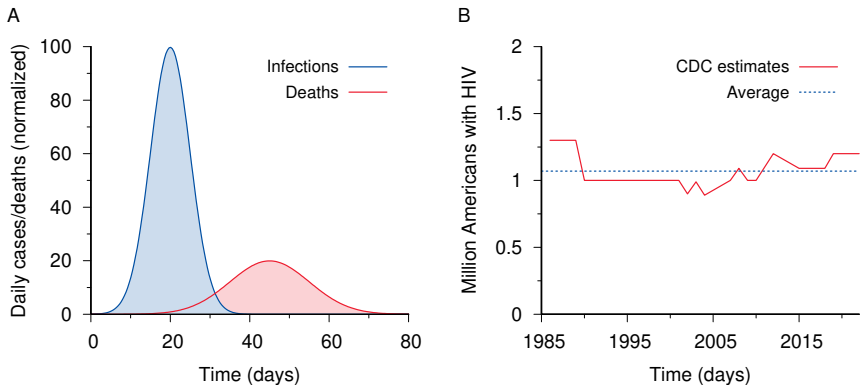 A
Daily cases/deaths (normalized)
100
80
60
40
20
0
Infections
Deaths
0 20 40 60 80
Time (days)
B
Million Americans with HIV
2
1.5
1
0.5
0
CDC estimates
Average
1985 1995 2005 2015
Time (days)